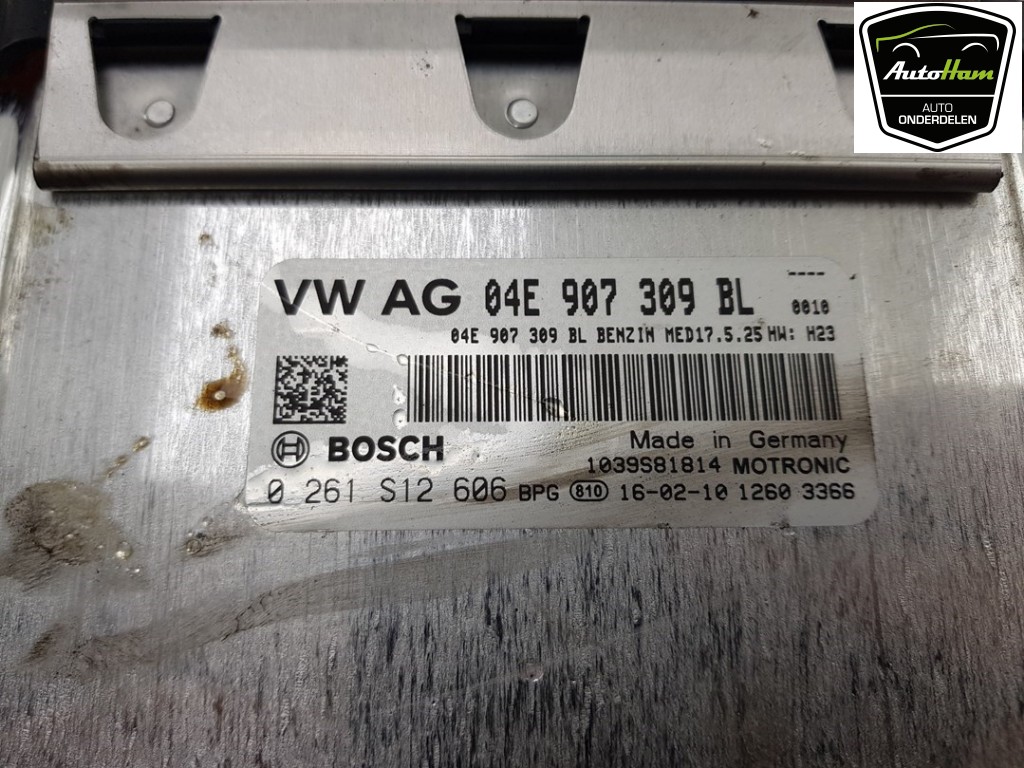 AutoHam
AUTO
ONDERDELEN
----
VW AG 04E 907 309 BL 0010
04E 907 309 BL BENZIN MED17.5.25 HW: H23
BOSCH Made in Germany
1039S81814 MOTRONIC
0 261 S12 606 BPG 810 16-02-10 1260 3366